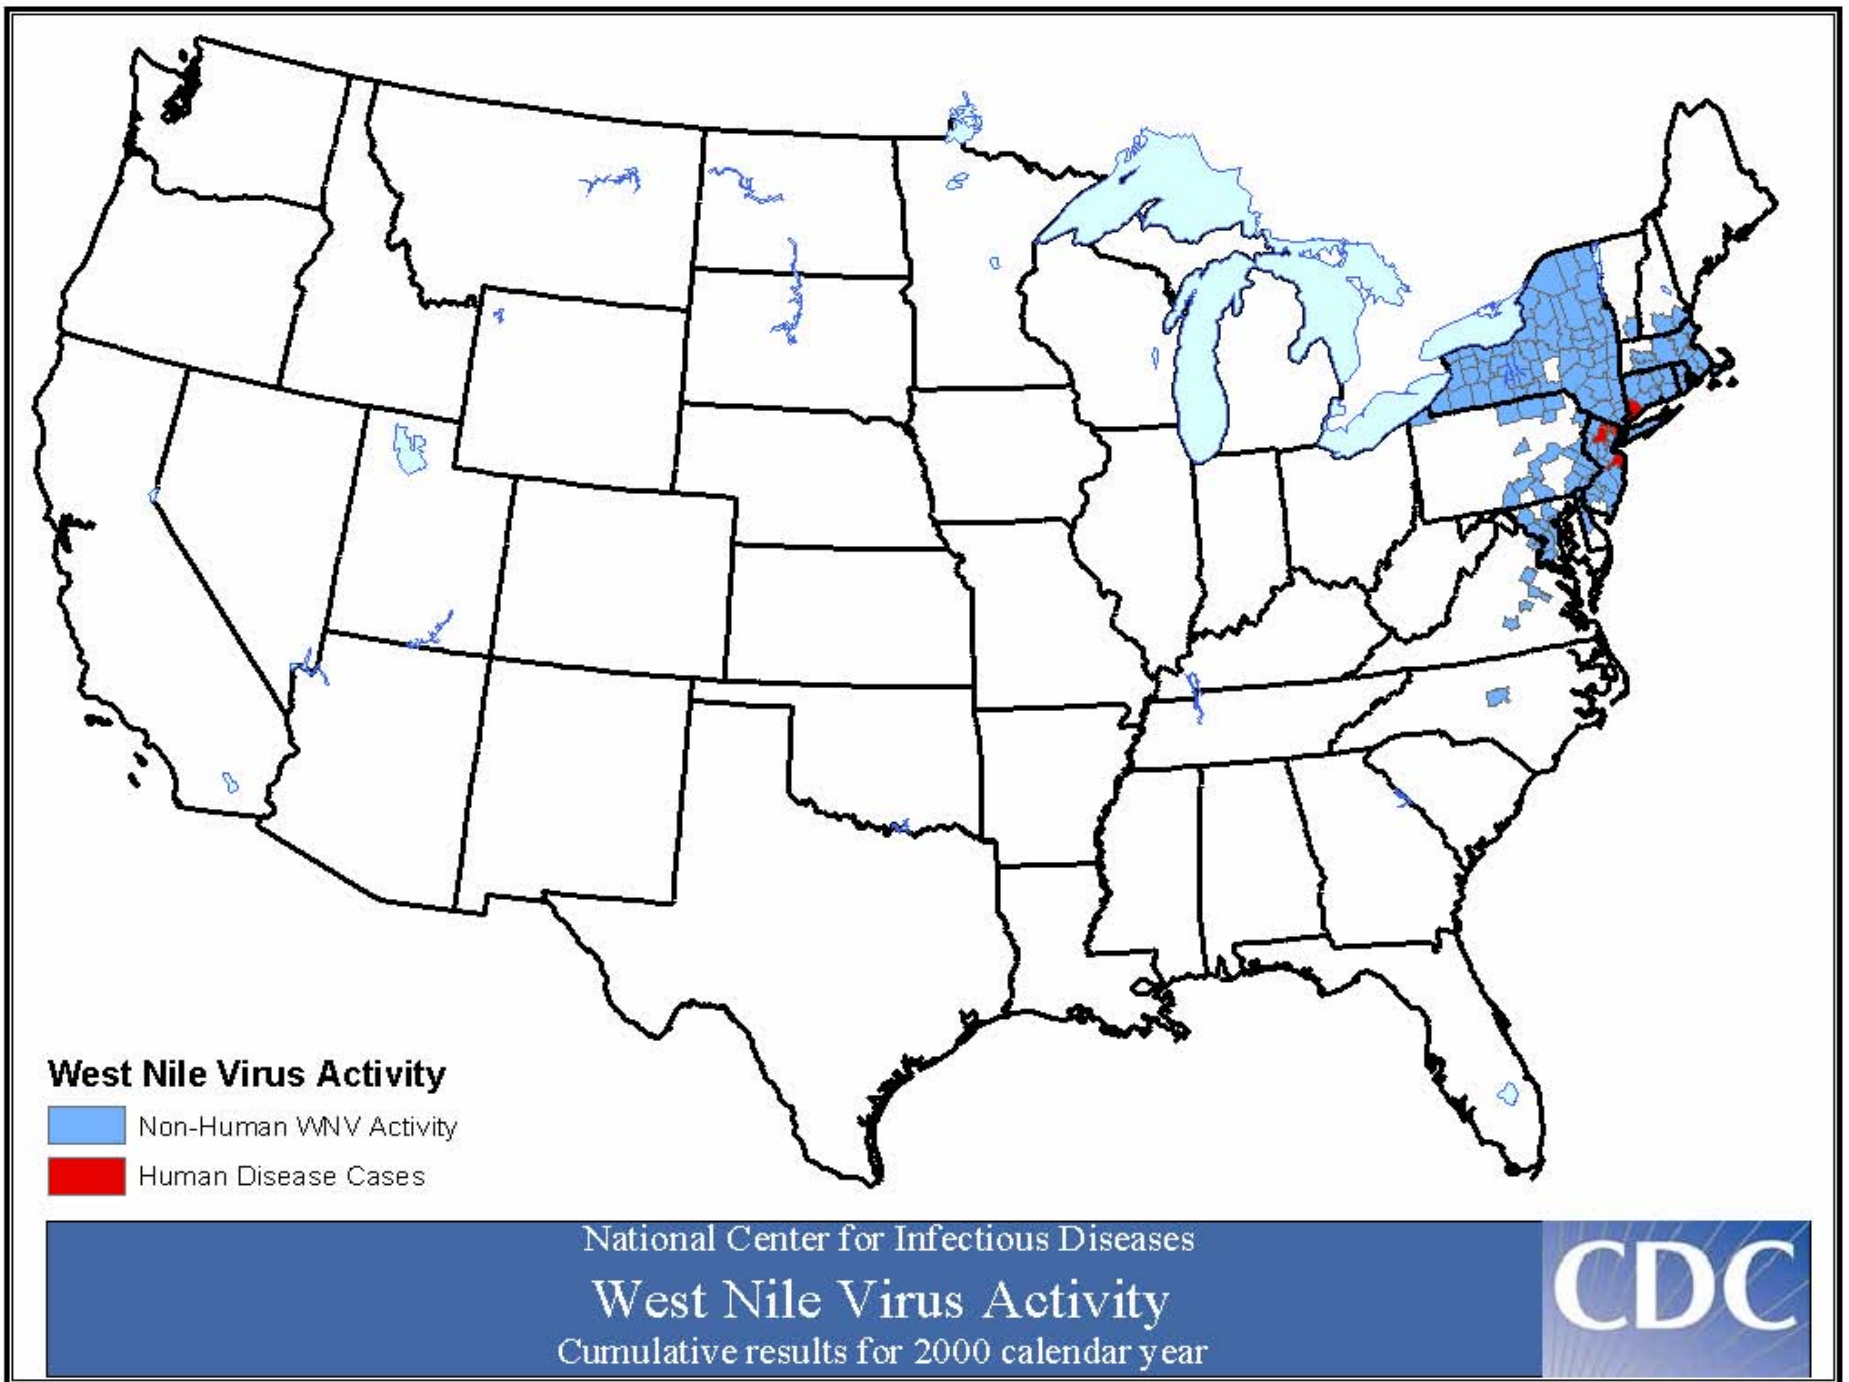 West Nile Virus Activity
Non-Human WNV Activity
Human Disease Cases
National Center for Infectious Diseases
West Nile Virus Activity
Cumulative results for 2000 calendar year
CDC